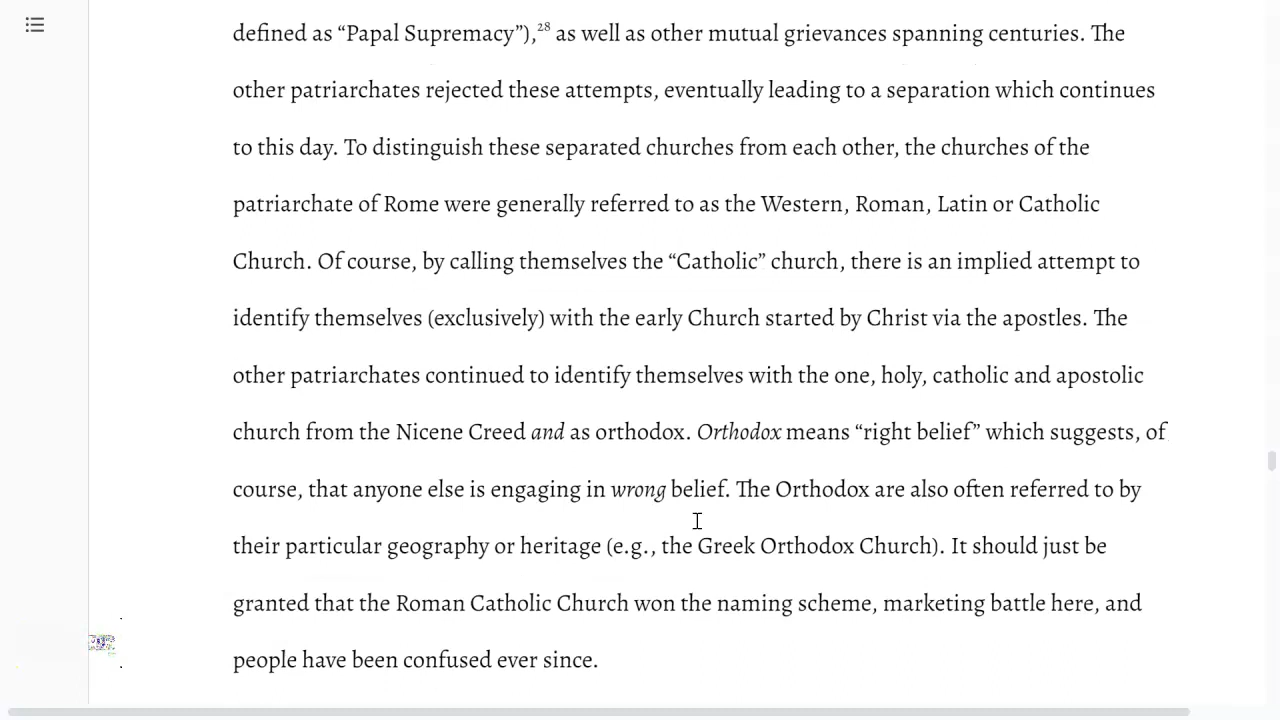 defined as “Papal Supremacy”),²⁸ as well as other mutual grievances spanning centuries. The
other patriarchates rejected these attempts, eventually leading to a separation which continues
to this day. To distinguish these separated churches from each other, the churches of the
patriarchate of Rome were generally referred to as the Western, Roman, Latin or Catholic
Church. Of course, by calling themselves the “Catholic” church, there is an implied attempt to
identify themselves (exclusively) with the early Church started by Christ via the apostles. The
other patriarchates continued to identify themselves with the one, holy, catholic and apostolic
church from the Nicene Creed and as orthodox. Orthodox means “right belief” which suggests, of
course, that anyone else is engaging in wrong belief. The Orthodox are also often referred to by
their particular geography or heritage (e.g., the Greek Orthodox Church). It should just be
granted that the Roman Catholic Church won the naming scheme, marketing battle here, and
people have been confused ever since.